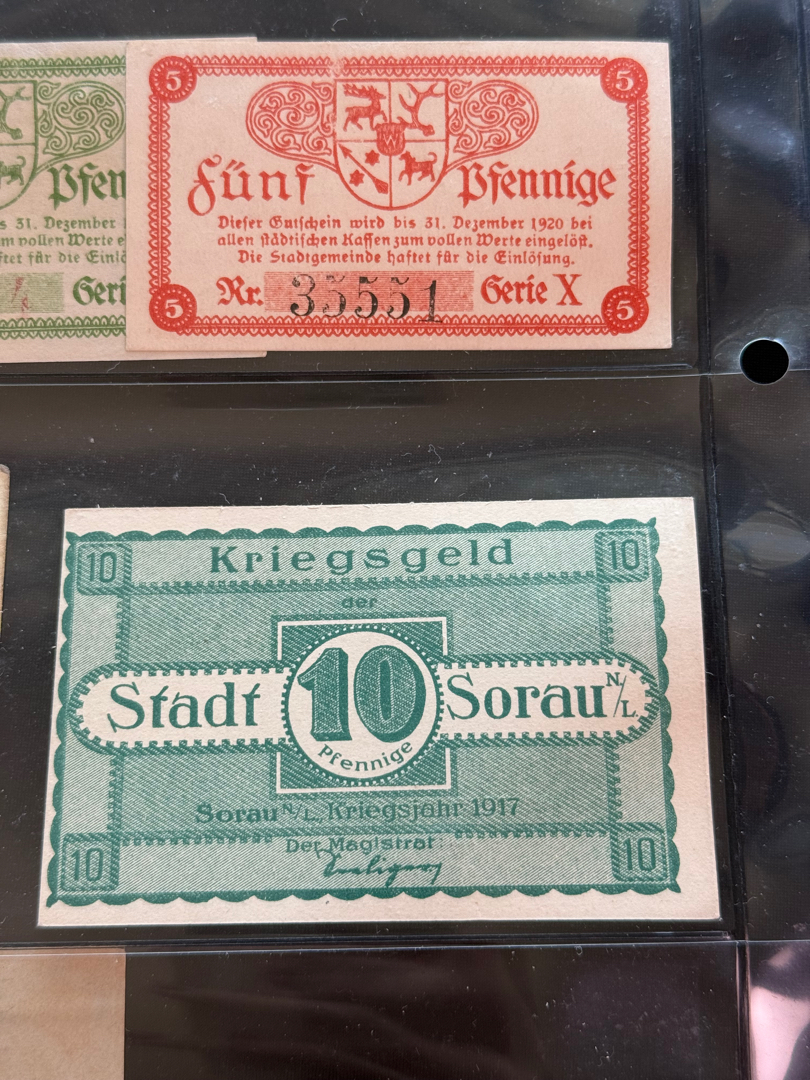 Pfen
s 31. Dezember
m vollen Werte e
ftet für die Einlö
Seri
5 5
W
Fünf Pfennige
Dieser Gutschein wird bis 31. Dezember 1920 bei
allen städtischen Kassen zum vollen Werte eingelöst.
Die Stadtgemeinde haftet für die Einlösung.
5 Nr. 35551 Serie X 5
10 Kriegsgeld 10
der
Stadt 10 Sorau N./L.
Pfennige
Sorau N./L., Kriegsjahr 1917
Der Magistrat:
10 10